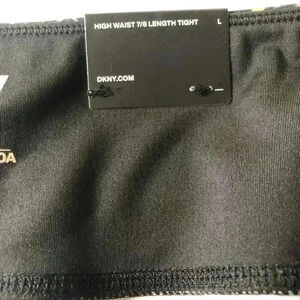 HIGH WAIST 7/8 LENGTH TIGHT L
DKNY.COM